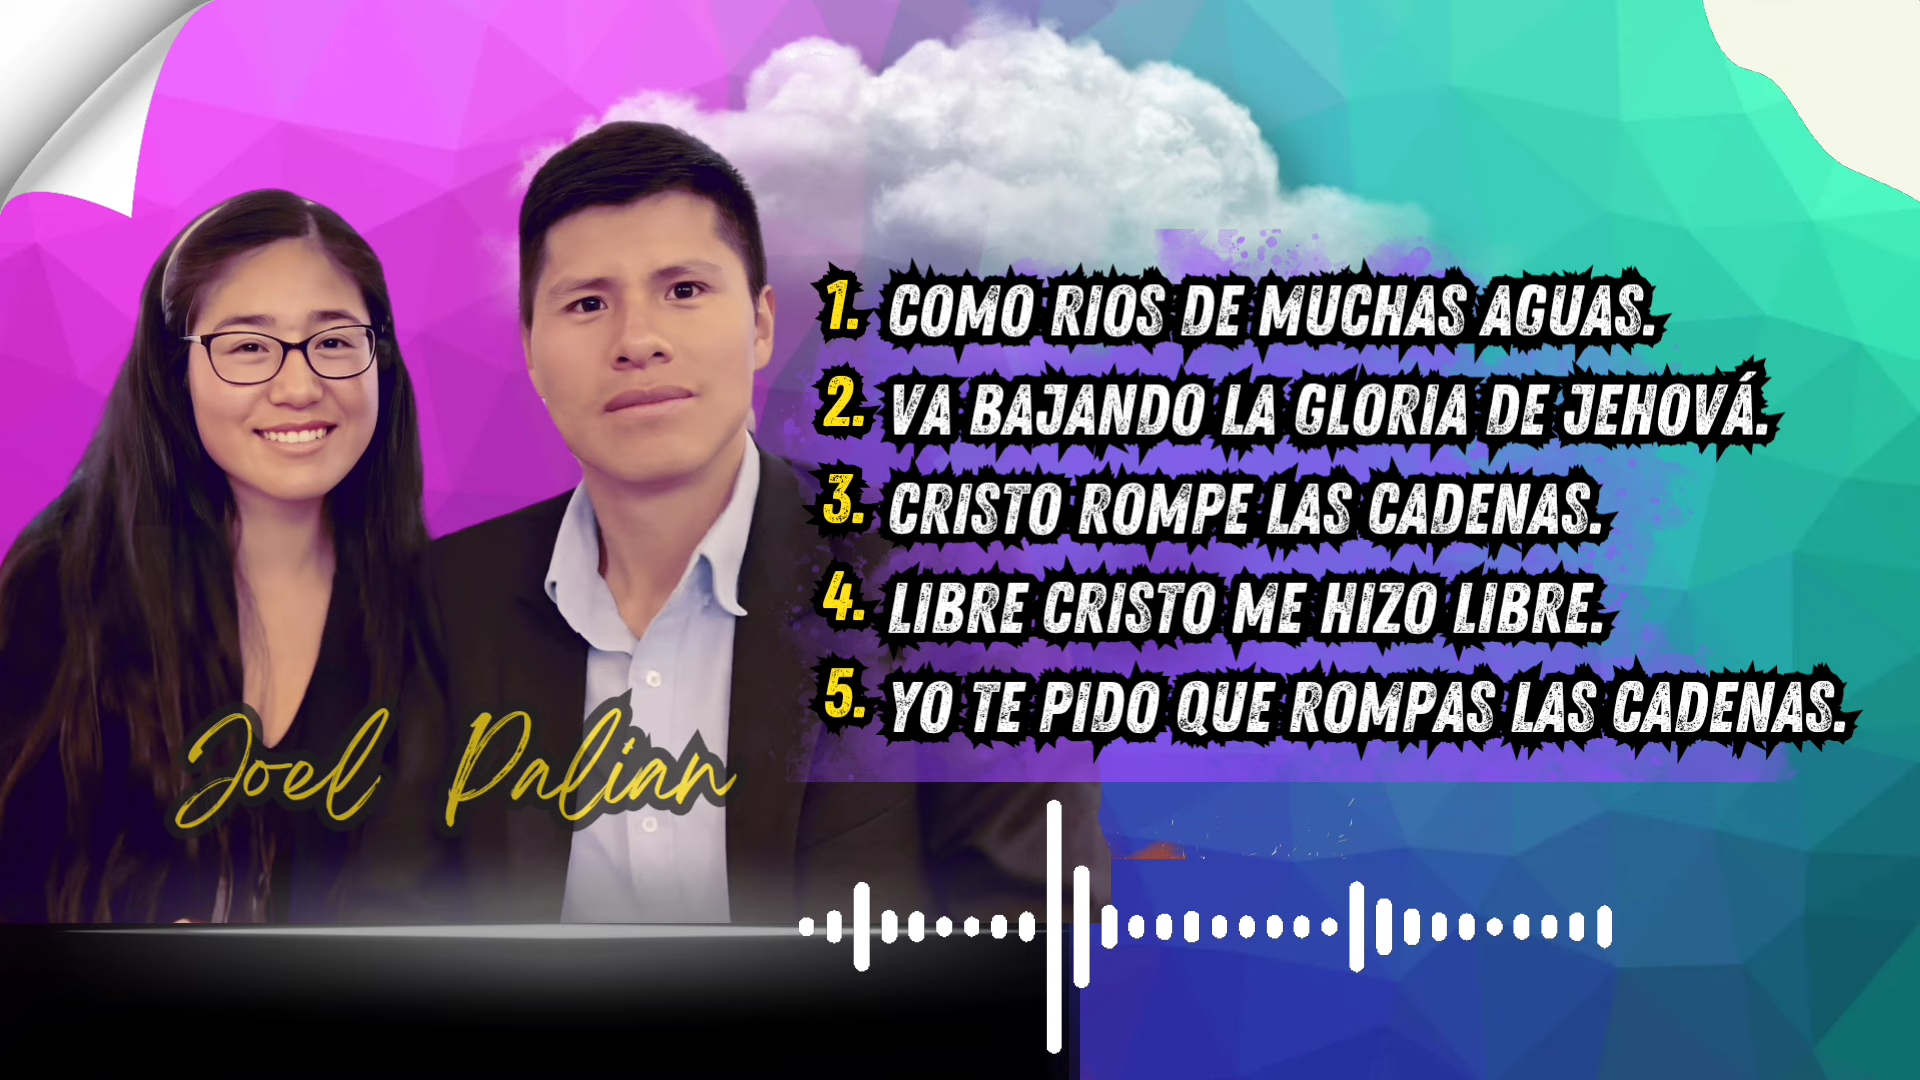 1. COMO RIOS DE MUCHAS AGUAS.
2. VA BAJANDO LA GLORIA DE JEHOVÁ.
3. CRISTO ROMPE LAS CADENAS.
4. LIBRE CRISTO ME HIZO LIBRE.
5. YO TE PIDO QUE ROMPAS LAS CADENAS.
Joel Palian